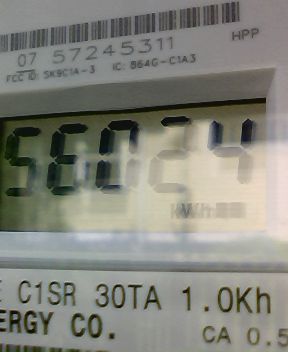 HPP
07 57245311
FCC ID: SK9C1A-3 IC: 864G-C1A3
56024
kWh
E C1SR 30TA 1.0Kh
ERGY CO.
CA 0.5